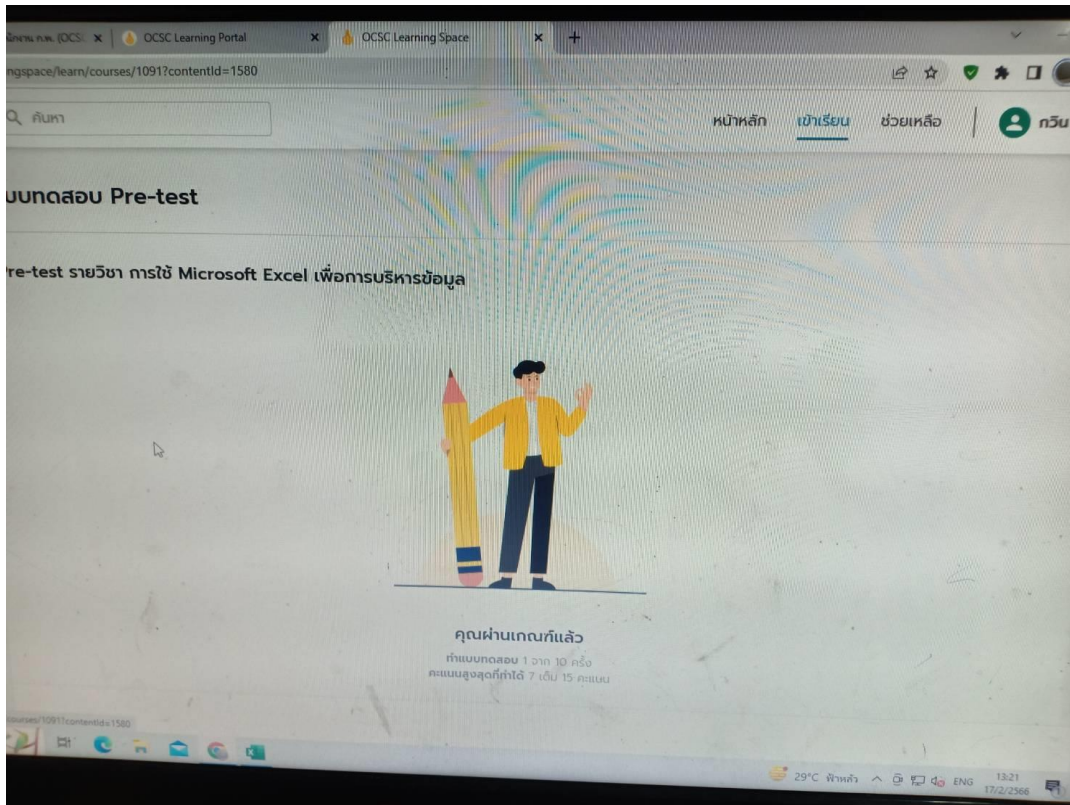 (OCSC
OCSC Learning Portal
OCSC Learning Space
ngspace/learn/courses/1091?contentId=1580
ค้นหา
หน้าหลัก
เข้าเรียน
ช่วยเหลือ
กวิน
บบทดสอบ Pre-test
re-test รายวิชา การใช้ Microsoft Excel เพื่อการบริหารข้อมูล
คุณผ่านเกณฑ์แล้ว
ทำแบบทดสอบ 1 จาก 10 ครั้ง
คะแนนสูงสุดที่ทำได้ 7 เต็ม 15 คะแนน
courses/1091?contentId=1580
29°C ฟ้าหลัว
ENG
13:21
17/2/2566